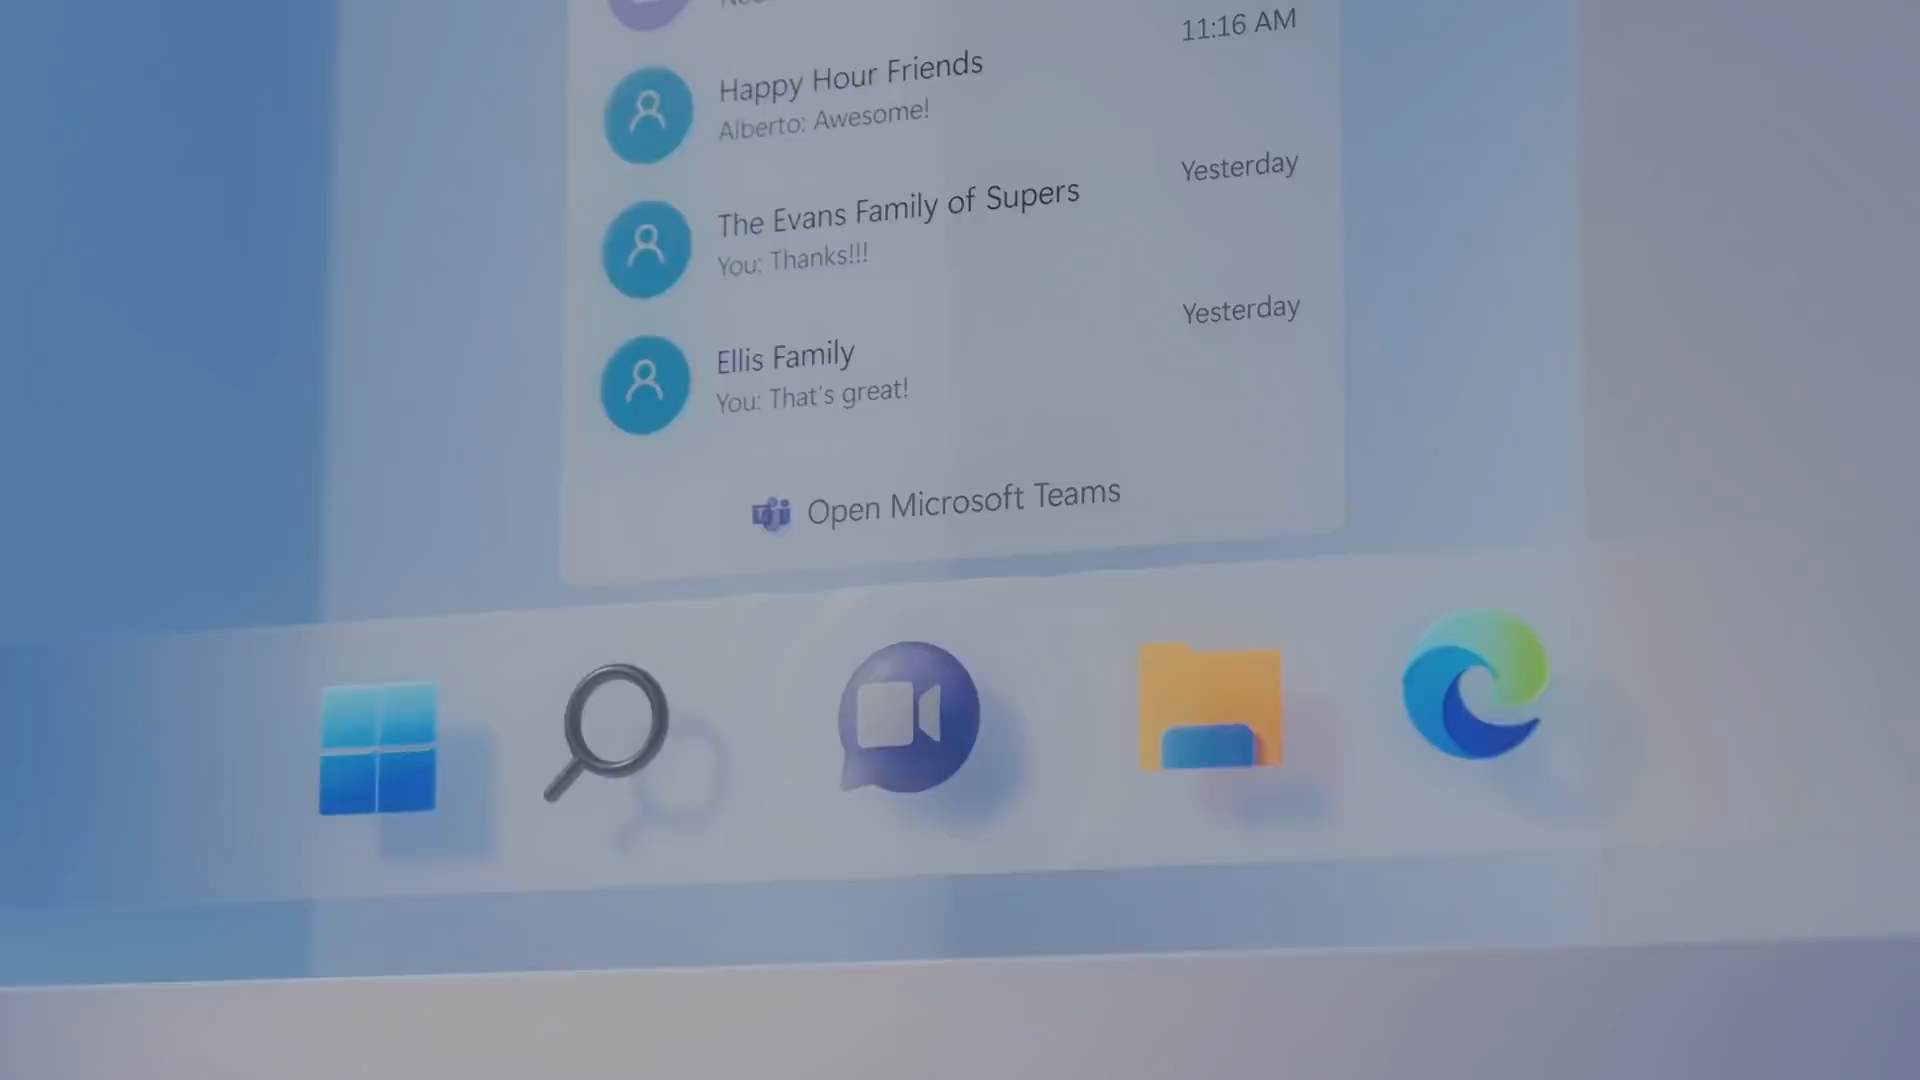 11:16 AM
Happy Hour Friends
Alberto: Awesome!
Yesterday
The Evans Family of Supers
You: Thanks!!!
Yesterday
Ellis Family
You: That's great!
Open Microsoft Teams